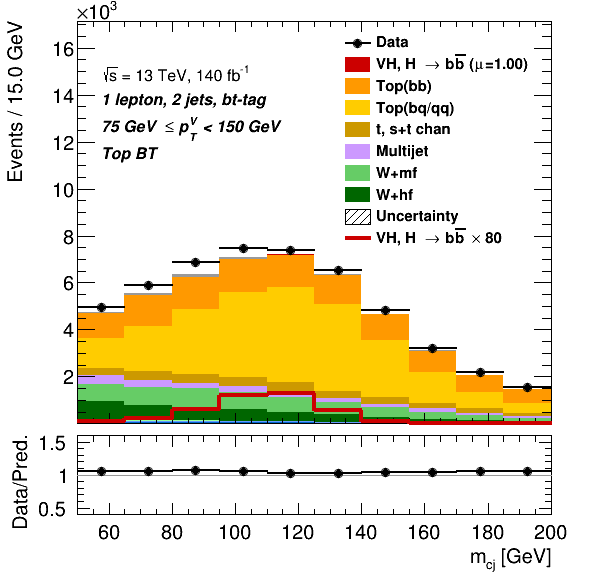 ×10³
Events / 15.0 GeV
16
14
12
10
8
6
4
2
√s = 13 TeV, 140 fb⁻¹
1 lepton, 2 jets, bt-tag
75 GeV ≤ p_T^V < 150 GeV
Top BT
Data
VH, H → bb̅ (μ=1.00)
Top(bb)
Top(bq/qq)
t, s+t chan
Multijet
W+mf
W+hf
Uncertainty
VH, H → bb̅ × 80
Data/Pred.
1.5
1
0.5
60 80 100 120 140 160 180 200
m_cj [GeV]